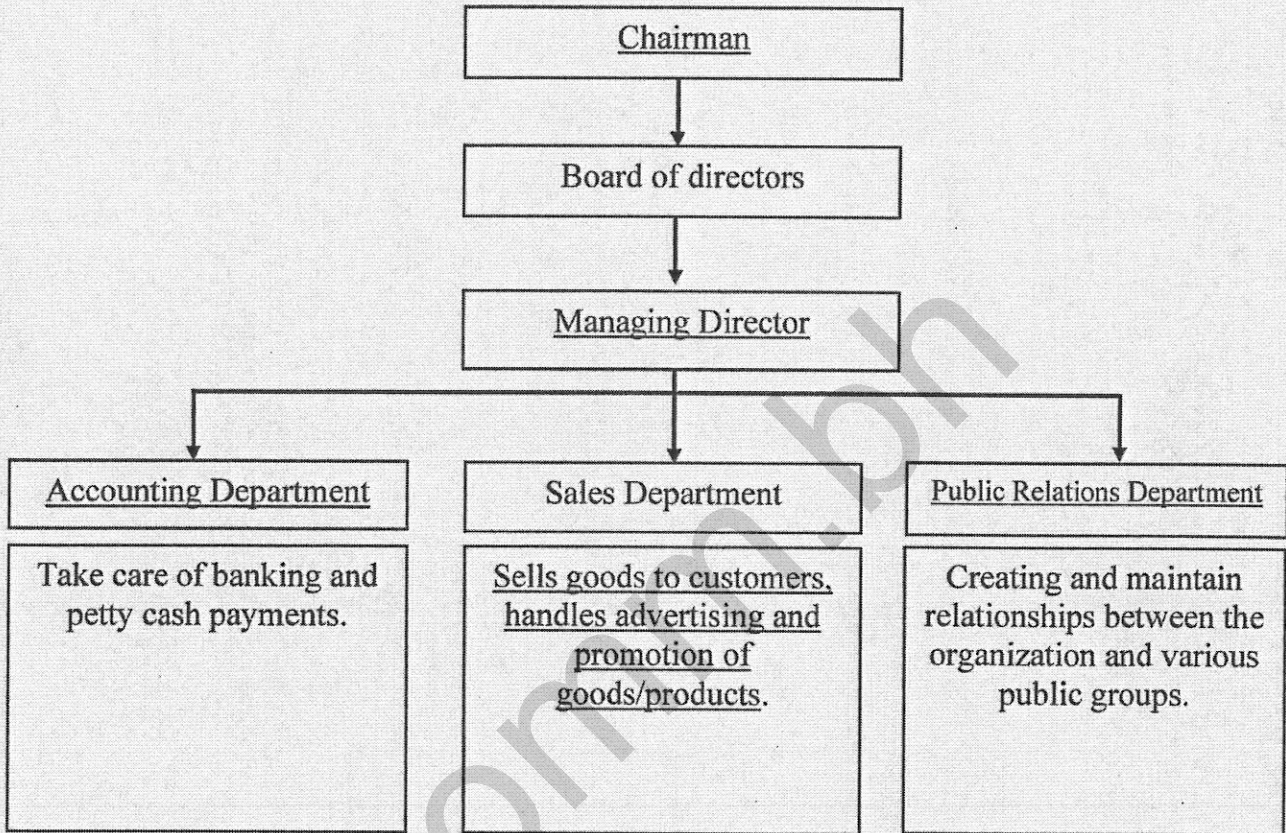 Chairman
Board of directors
Managing Director
Accounting Department
Sales Department
Public Relations Department
Take care of banking and
petty cash payments.
Sells goods to customers,
handles advertising and
promotion of
goods/products.
Creating and maintain
relationships between the
organization and various
public groups.
omm.bh